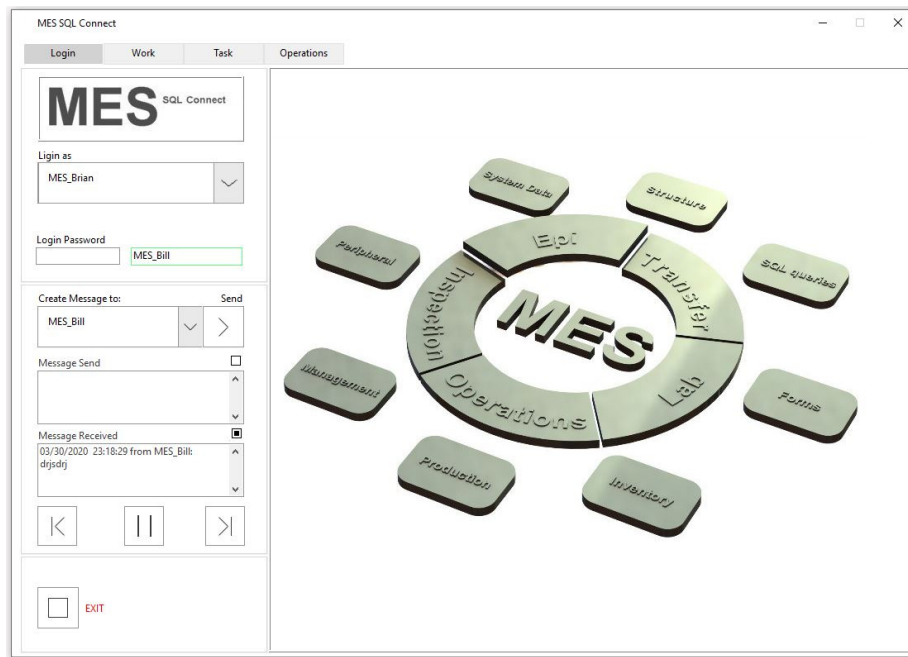 MES SQL Connect
Login Work Task Operations
MES SQL Connect
Ligin as
MES_Brian
Login Password
MES_Bill
Create Message to: Send
MES_Bill
Message Send
Message Received
03/30/2020 23:18:29 from MES_Bill:
drjsdrj
EXIT
System Data
Structure
Peripheral
Epi
Transfer
SQL queries
Inspection
MES
Management
Operations
Lab
Forms
Production
Inventory